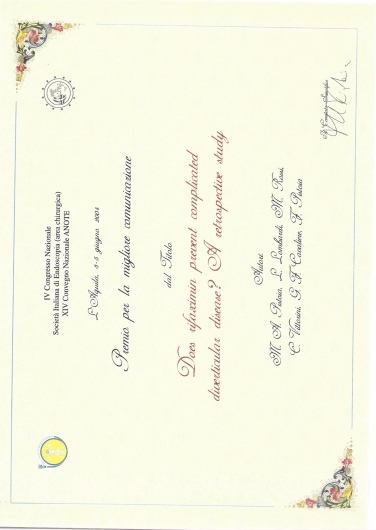 IV Congresso Nazionale
Società Italiana di Endoscopia (area chirurgica)
XIV Convegno Nazionale ANOTE
L'Aquila, 3-5 giugno 2004
Premio per la migliore comunicazione
dal Titolo
Does rifaximin prevent complicated
diverticular disease? A retrospective study
Autori
M. A. Pistoia, L. Lombardi, M. Rossi,
C. Vittorini, G. F. Cavaliere, F. Pistoia